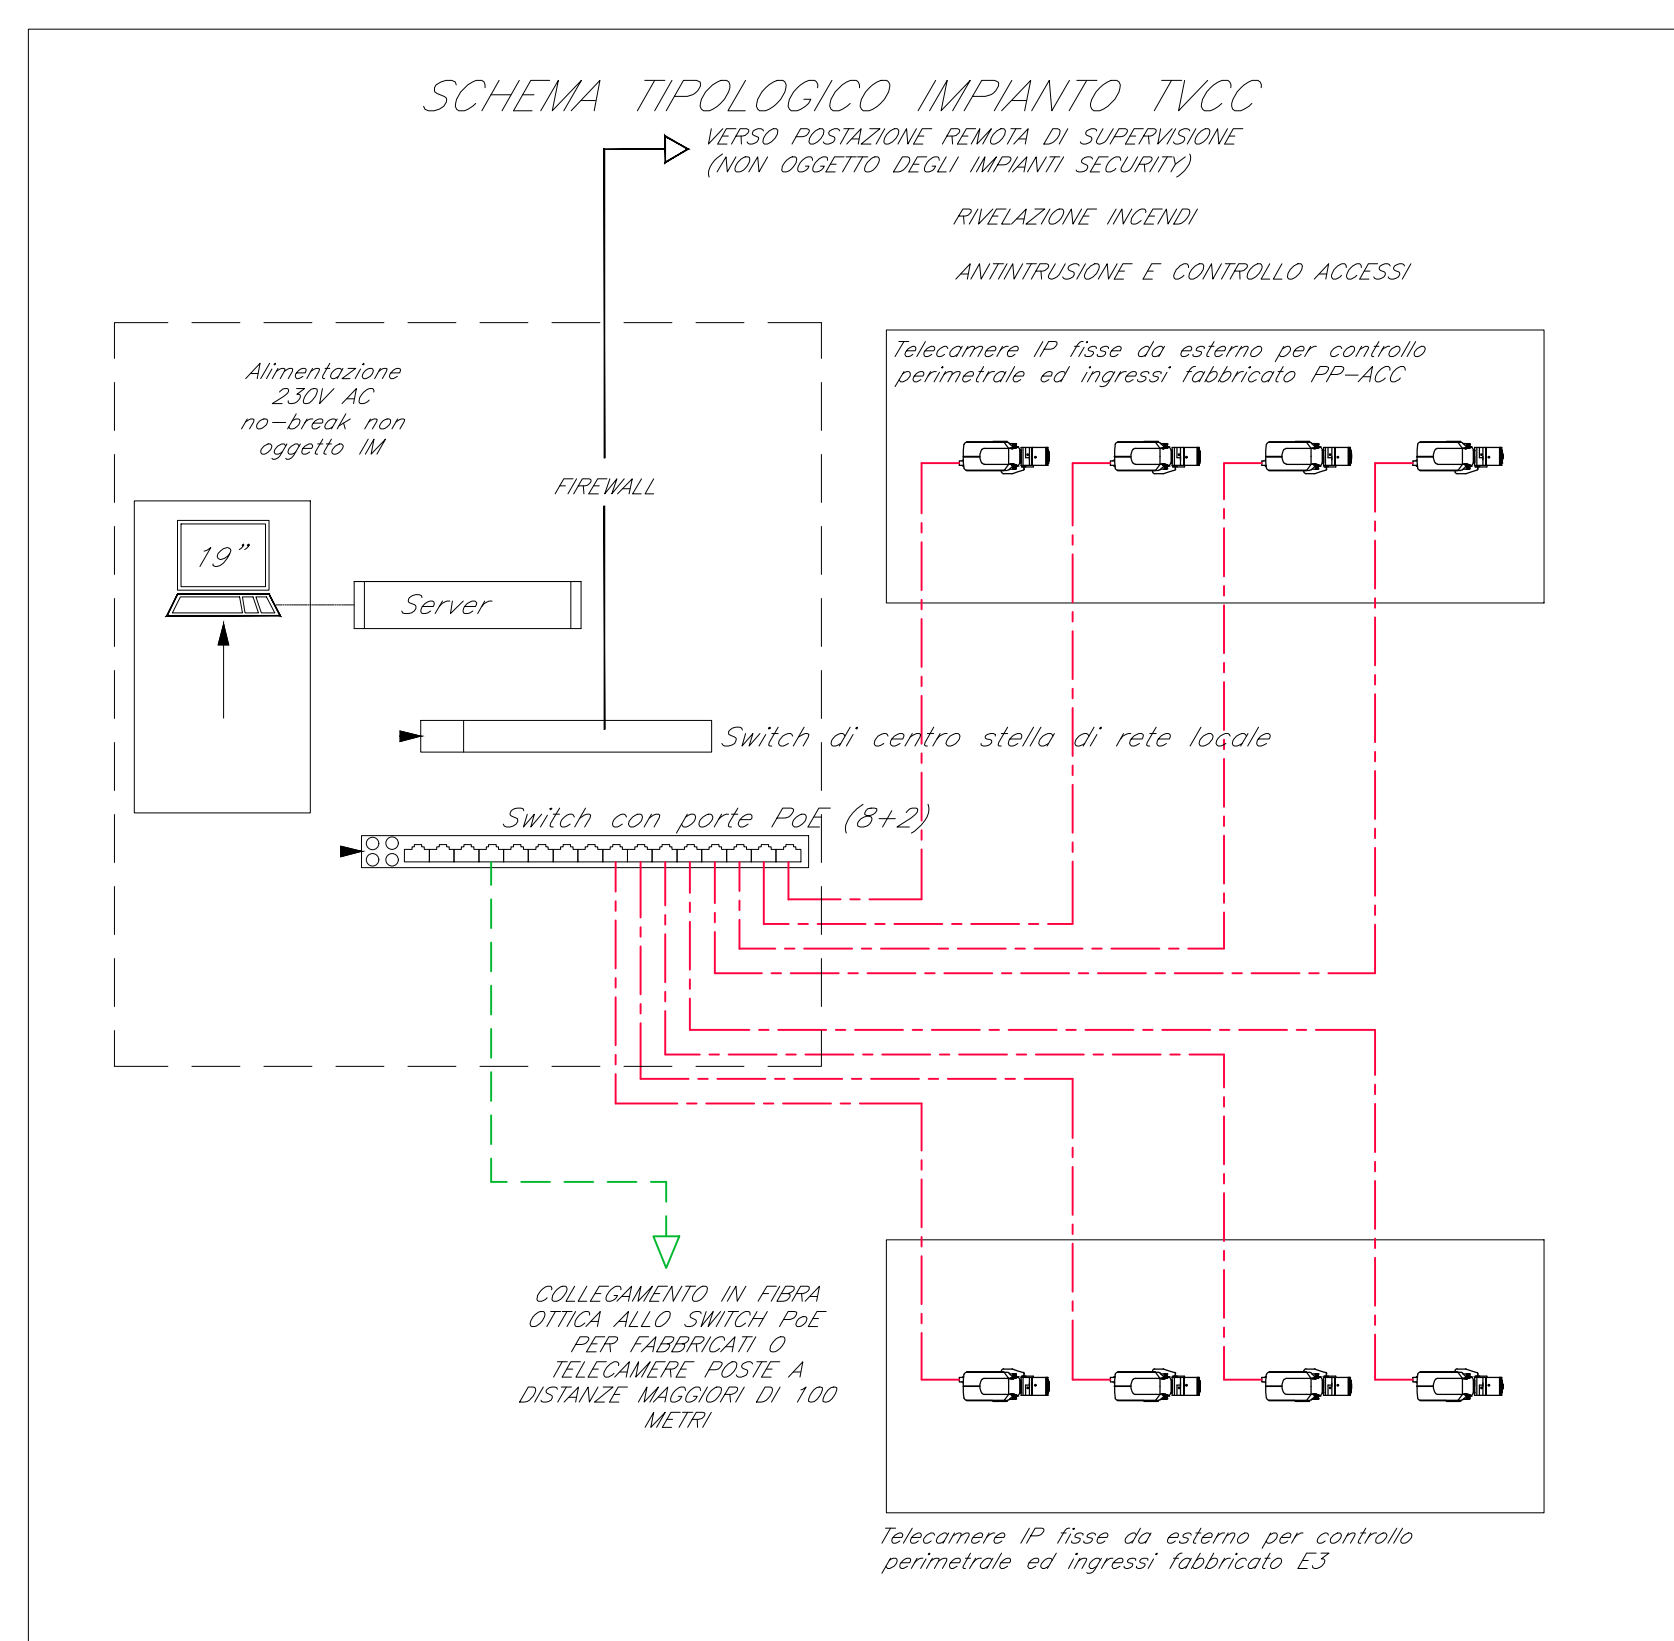 SCHEMA TIPOLOGICO IMPIANTO TVCC
VERSO POSTAZIONE REMOTA DI SUPERVISIONE
(NON OGGETTO DEGLI IMPIANTI SECURITY)
RIVELAZIONE INCENDI
ANTINTRUSIONE E CONTROLLO ACCESSI
Alimentazione
230V AC
no-break non
oggetto IM
Telecamere IP fisse da esterno per controllo
perimetrale ed ingressi fabbricato PP-ACC
FIREWALL
19"
Server
Switch di centro stella di rete locale
Switch con porte PoE (8+2)
COLLEGAMENTO IN FIBRA
OTTICA ALLO SWITCH PoE
PER FABBRICATI O
TELECAMERE POSTE A
DISTANZE MAGGIORI DI 100
METRI
Telecamere IP fisse da esterno per controllo
perimetrale ed ingressi fabbricato E3